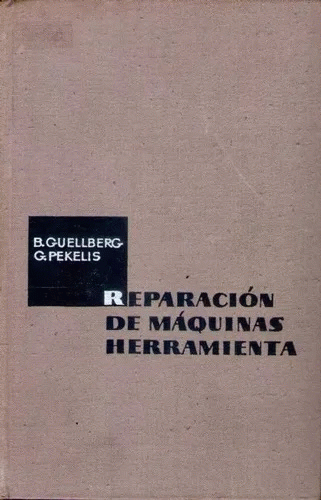 B. GUELLBERG
G. PEKELIS
REPARACIÓN
DE MÁQUINAS
HERRAMIENTA